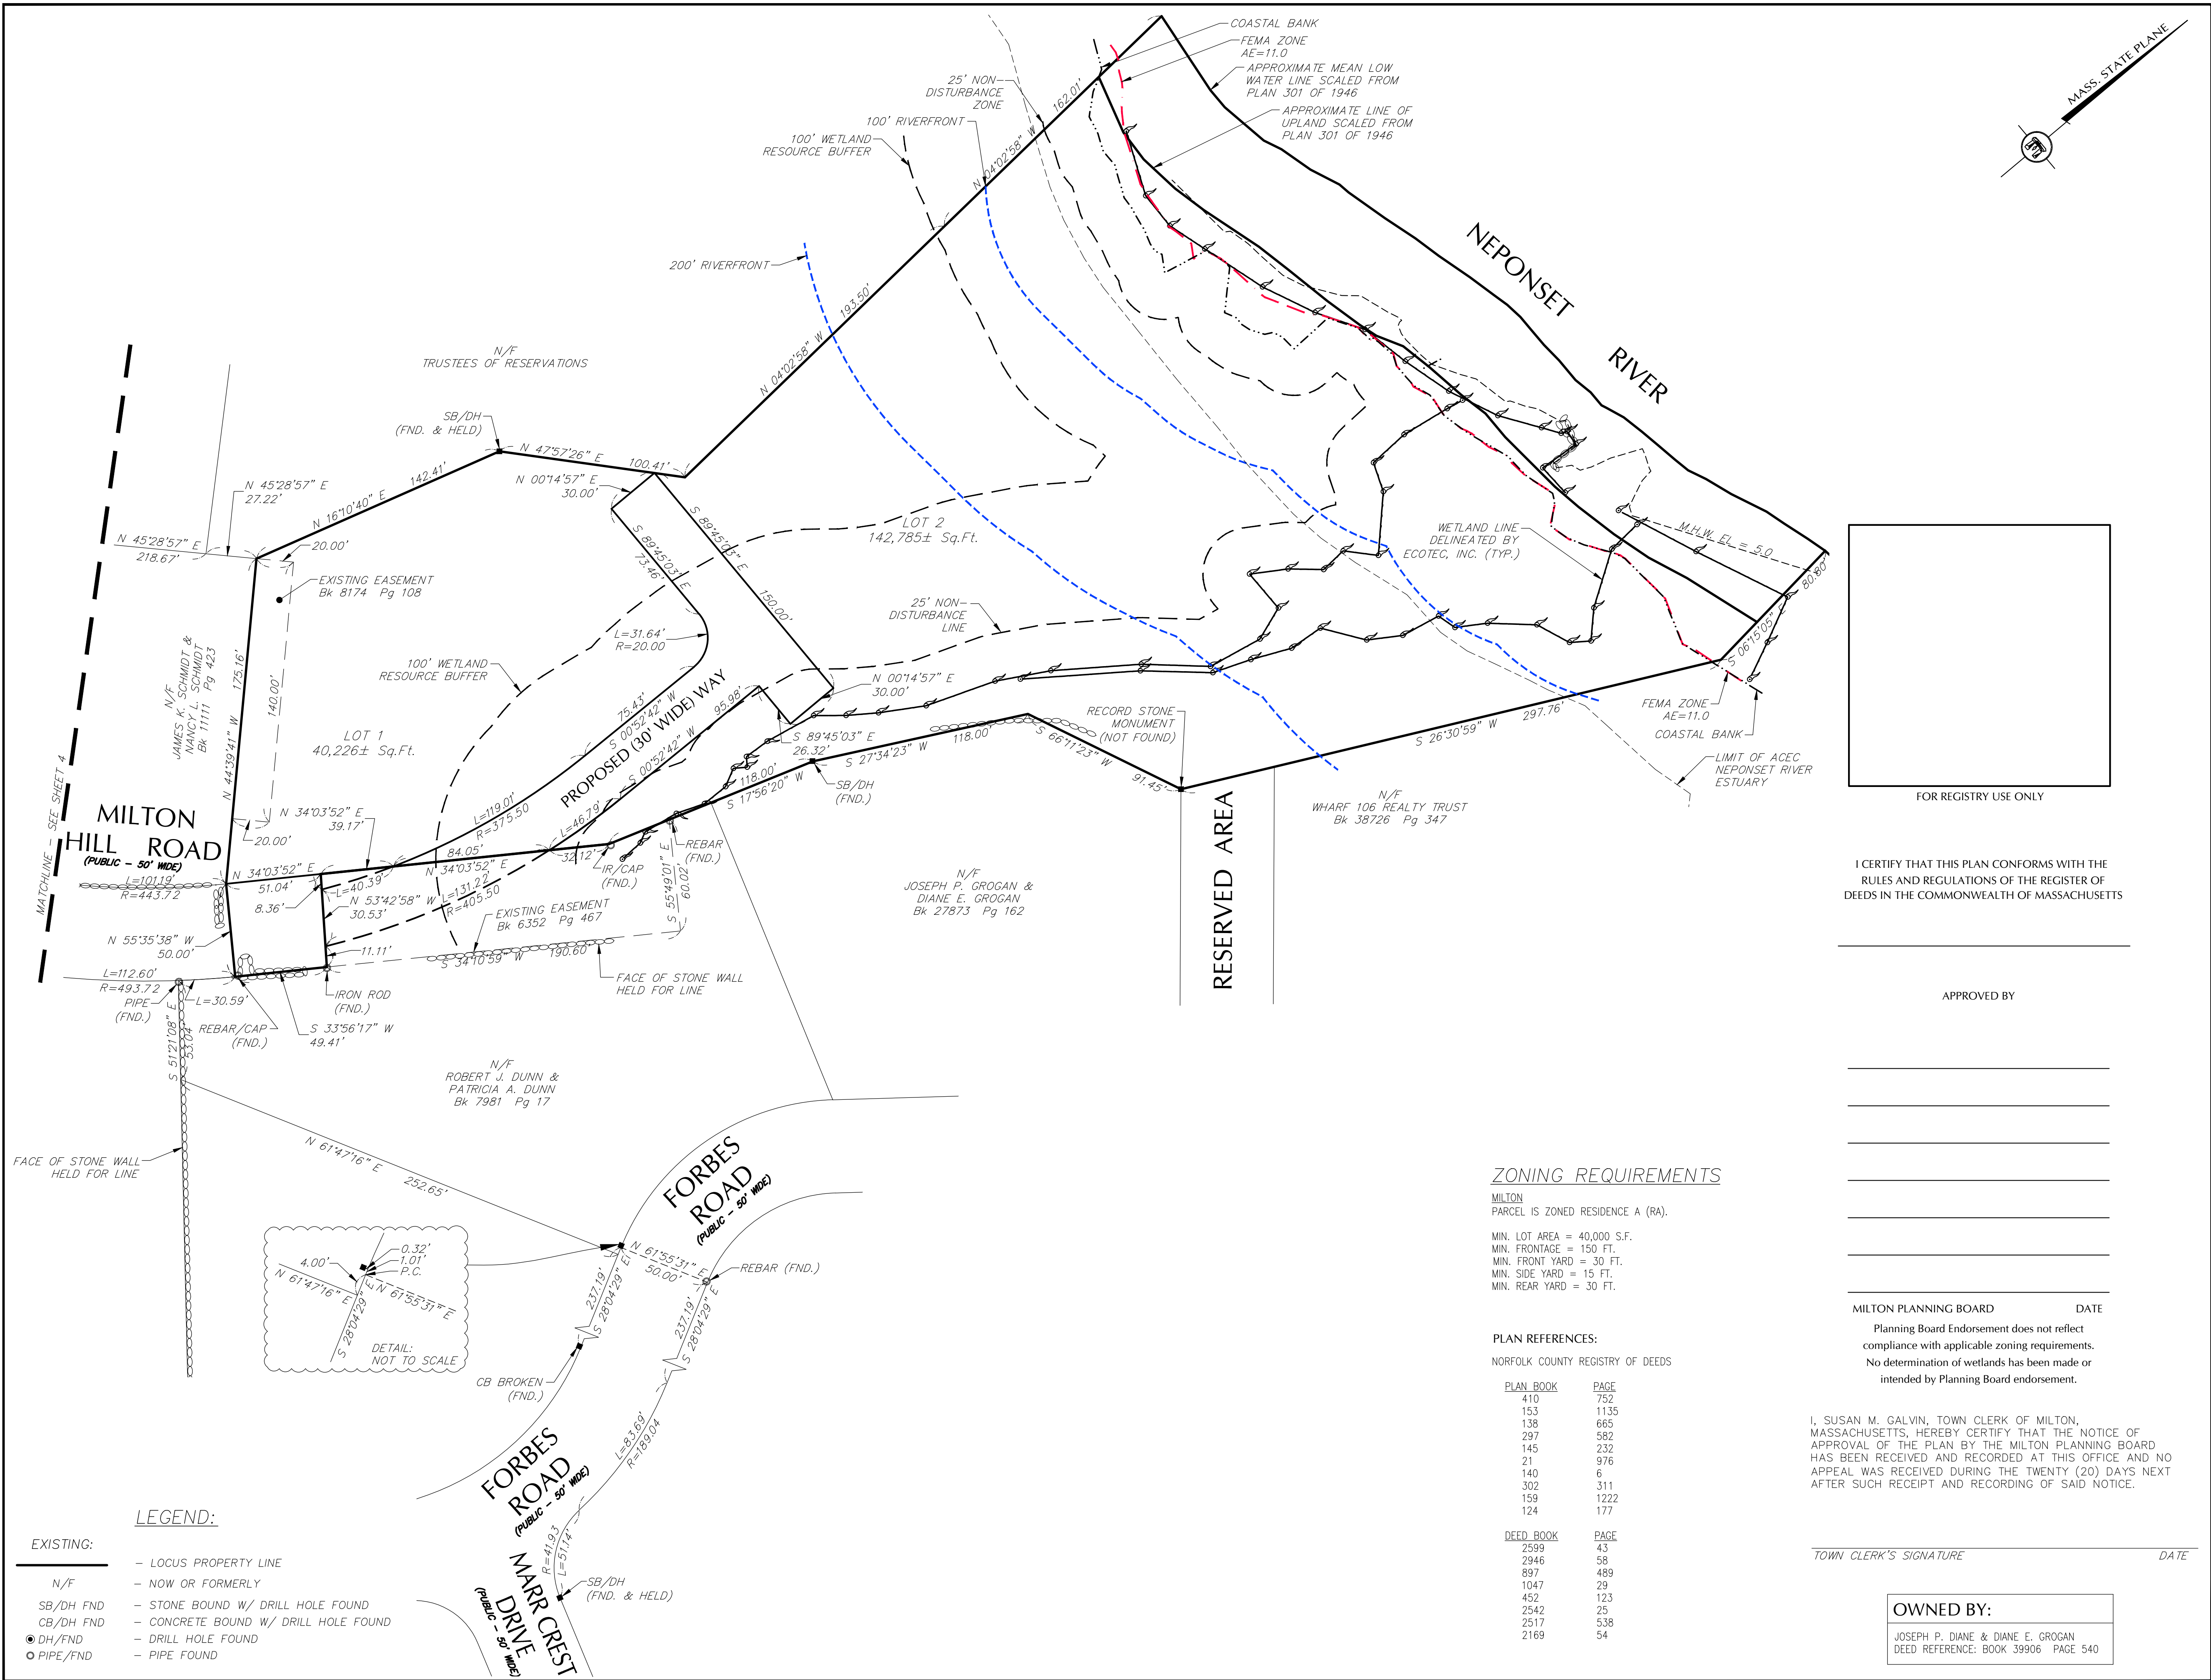 COASTAL BANK
FEMA ZONE
AE=11.0
APPROXIMATE MEAN LOW
WATER LINE SCALED FROM
PLAN 301 OF 1946
APPROXIMATE LINE OF
UPLAND SCALED FROM
PLAN 301 OF 1946
MASS. STATE PLANE
25' NON-
DISTURBANCE
ZONE
162.01'
100' RIVERFRONT
100' WETLAND
RESOURCE BUFFER
N 04°02'58" W
200' RIVERFRONT
193.50'
N 04°02'58" W
NEPONSET
RIVER
N/F
TRUSTEES OF RESERVATIONS
SB/DH
(FND. & HELD)
N 47°57'26" E
100.41'
N 00°14'57" E
30.00'
142.41'
N 16°10'40" E
N 45°28'57" E
27.22'
N 45°28'57" E
218.67'
20.00'
EXISTING EASEMENT
Bk 8174 Pg 108
S 89°45'03" E
73.46'
S 89°45'03" E
150.00'
LOT 2
142,785± Sq.Ft.
WETLAND LINE
DELINEATED BY
ECOTEC, INC. (TYP.)
M.H.W. EL = 5.0
80.80'
S 06°15'05" E
25' NON-
DISTURBANCE
LINE
L=31.64'
R=20.00
100' WETLAND
RESOURCE BUFFER
N/F
JAMES K. SCHMIDT &
NANCY L. SCHMIDT
Bk 11111 Pg 423
175.16'
N 44°39'41" W
140.00'
LOT 1
40,226± Sq.Ft.
75.43'
S 00°52'42" W
PROPOSED (30' WIDE) WAY
95.98'
S 00°52'42" W
N 00°14'57" E
30.00'
S 89°45'03" E
26.32'
RECORD STONE
MONUMENT
(NOT FOUND)
118.00'
S 27°34'23" W
S 66°11'23" W
91.45'
S 26°30'59" W
297.76'
FEMA ZONE
AE=11.0
COASTAL BANK
LIMIT OF ACEC
NEPONSET RIVER
ESTUARY
MATCHLINE - SEE SHEET 4
MILTON
HILL ROAD
(PUBLIC - 50' WIDE)
L=101.19'
R=443.72
N 34°03'52" E
39.17'
20.00'
L=119.01'
R=375.50
L=46.79'
118.00'
S 17°56'20" W
SB/DH
(FND.)
N 34°03'52" E
51.04'
84.05'
N 34°03'52" E
32.12'
REBAR
(FND.)
IR/CAP
(FND.)
8.36'
L=40.39'
N 53°42'58" W
30.53'
L=131.22
R=405.50
EXISTING EASEMENT
Bk 6352 Pg 467
S 55°49'01" E
60.02'
N 55°35'38" W
50.00'
11.11'
S 34°10'59" W
190.60'
FACE OF STONE WALL
HELD FOR LINE
L=112.60'
R=493.72
PIPE
(FND.)
L=30.59'
IRON ROD
(FND.)
REBAR/CAP
(FND.)
S 33°56'17" W
49.41'
S 51°21'08" E
53.04'
N/F
JOSEPH P. GROGAN &
DIANE E. GROGAN
Bk 27873 Pg 162
RESERVED AREA
N/F
WHARF 106 REALTY TRUST
Bk 38726 Pg 347
N/F
ROBERT J. DUNN &
PATRICIA A. DUNN
Bk 7981 Pg 17
FACE OF STONE WALL
HELD FOR LINE
N 61°47'16" E
252.65'
FORBES
ROAD
(PUBLIC - 50' WIDE)
4.00'
0.32'
1.01'
P.C.
N 61°47'16" E
N 61°55'31" E
S 28°04'29" E
DETAIL:
NOT TO SCALE
N 61°55'31" E
50.00'
REBAR (FND.)
237.19'
S 28°04'29" E
237.19'
S 28°04'29" E
CB BROKEN
(FND.)
L=83.69'
R=189.04
FORBES
ROAD
(PUBLIC - 50' WIDE)
R=41.93
L=51.14'
SB/DH
(FND. & HELD)
MARR CREST
DRIVE
(PUBLIC - 50' WIDE)
LEGEND:
EXISTING:
- LOCUS PROPERTY LINE
N/F - NOW OR FORMERLY
SB/DH FND - STONE BOUND W/ DRILL HOLE FOUND
CB/DH FND - CONCRETE BOUND W/ DRILL HOLE FOUND
DH/FND - DRILL HOLE FOUND
PIPE/FND - PIPE FOUND
ZONING REQUIREMENTS
MILTON
PARCEL IS ZONED RESIDENCE A (RA).
MIN. LOT AREA = 40,000 S.F.
MIN. FRONTAGE = 150 FT.
MIN. FRONT YARD = 30 FT.
MIN. SIDE YARD = 15 FT.
MIN. REAR YARD = 30 FT.
PLAN REFERENCES:
NORFOLK COUNTY REGISTRY OF DEEDS
PLAN BOOK PAGE
410 752
153 1135
138 665
297 582
145 232
21 976
140 6
302 311
159 1222
124 177
DEED BOOK PAGE
2599 43
2946 58
897 489
1047 29
452 123
2542 25
2517 538
2169 54
FOR REGISTRY USE ONLY
I CERTIFY THAT THIS PLAN CONFORMS WITH THE
RULES AND REGULATIONS OF THE REGISTER OF
DEEDS IN THE COMMONWEALTH OF MASSACHUSETTS
APPROVED BY
MILTON PLANNING BOARD DATE
Planning Board Endorsement does not reflect
compliance with applicable zoning requirements.
No determination of wetlands has been made or
intended by Planning Board endorsement.
I, SUSAN M. GALVIN, TOWN CLERK OF MILTON,
MASSACHUSETTS, HEREBY CERTIFY THAT THE NOTICE OF
APPROVAL OF THE PLAN BY THE MILTON PLANNING BOARD
HAS BEEN RECEIVED AND RECORDED AT THIS OFFICE AND NO
APPEAL WAS RECEIVED DURING THE TWENTY (20) DAYS NEXT
AFTER SUCH RECEIPT AND RECORDING OF SAID NOTICE.
TOWN CLERK'S SIGNATURE DATE
OWNED BY:
JOSEPH P. DIANE & DIANE E. GROGAN
DEED REFERENCE: BOOK 39906 PAGE 540